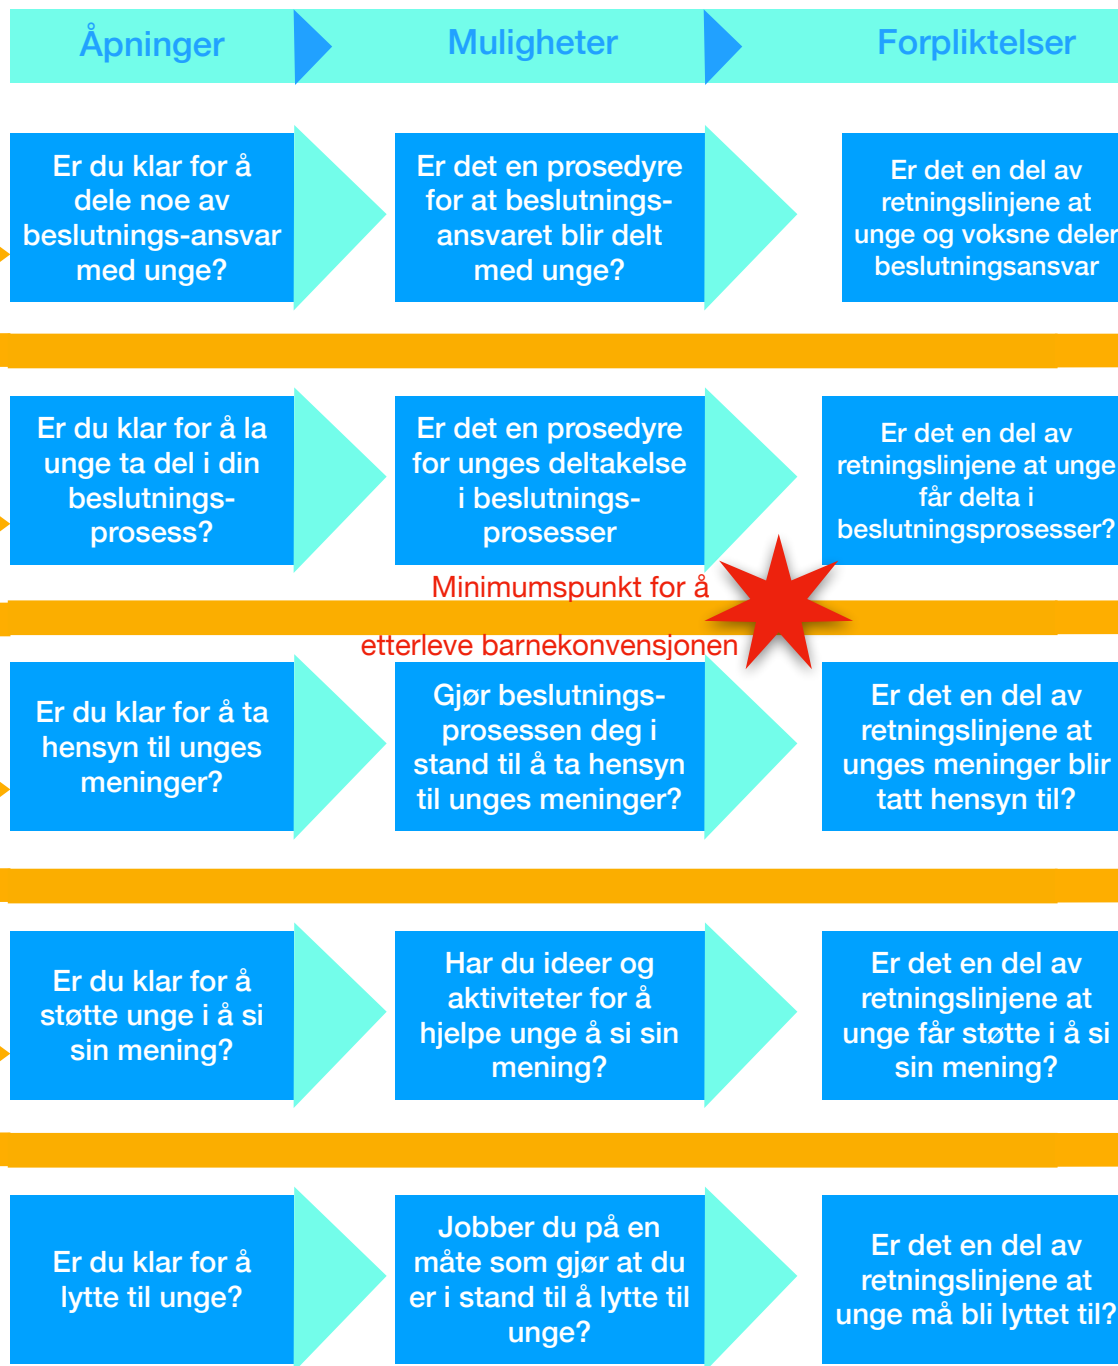 Åpninger
Muligheter
Forpliktelser
Er du klar for å
dele noe av
beslutnings-ansvar
med unge?
Er det en prosedyre
for at beslutnings-
ansvaret blir delt
med unge?
Er det en del av
retningslinjene at
unge og voksne deler
beslutningsansvar
Er du klar for å la
unge ta del i din
beslutnings-
prosess?
Er det en prosedyre
for unges deltakelse
i beslutnings-
prosesser
Er det en del av
retningslinjene at unge
får delta i
beslutningsprosesser?
Minimumspunkt for å
etterleve barnekonvensjonen
Er du klar for å ta
hensyn til unges
meninger?
Gjør beslutnings-
prosessen deg i
stand til å ta hensyn
til unges meninger?
Er det en del av
retningslinjene at
unges meninger blir
tatt hensyn til?
Er du klar for å
støtte unge i å si
sin mening?
Har du ideer og
aktiviteter for å
hjelpe unge å si sin
mening?
Er det en del av
retningslinjene at
unge får støtte i å si
sin mening?
Er du klar for å
lytte til unge?
Jobber du på en
måte som gjør at du
er i stand til å lytte til
unge?
Er det en del av
retningslinjene at
unge må bli lyttet til?